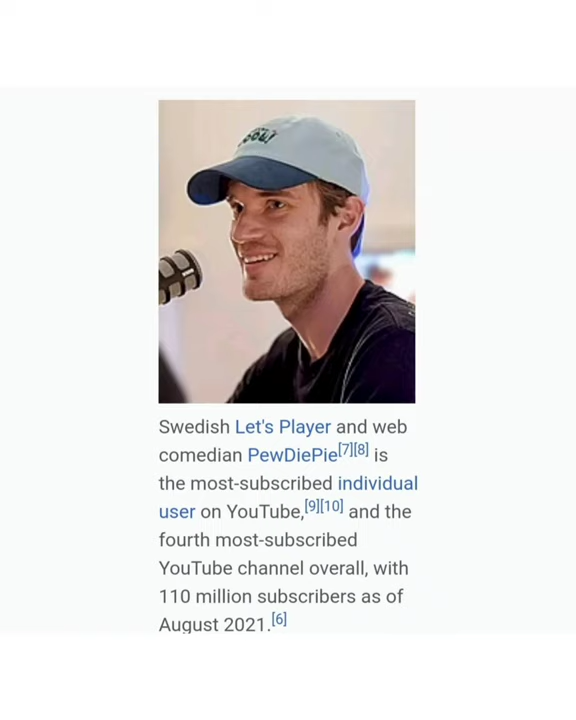 Swedish Let's Player and web
comedian PewDiePie[7][8] is
the most-subscribed individual
user on YouTube,[9][10] and the
fourth most-subscribed
YouTube channel overall, with
110 million subscribers as of
August 2021.[6]